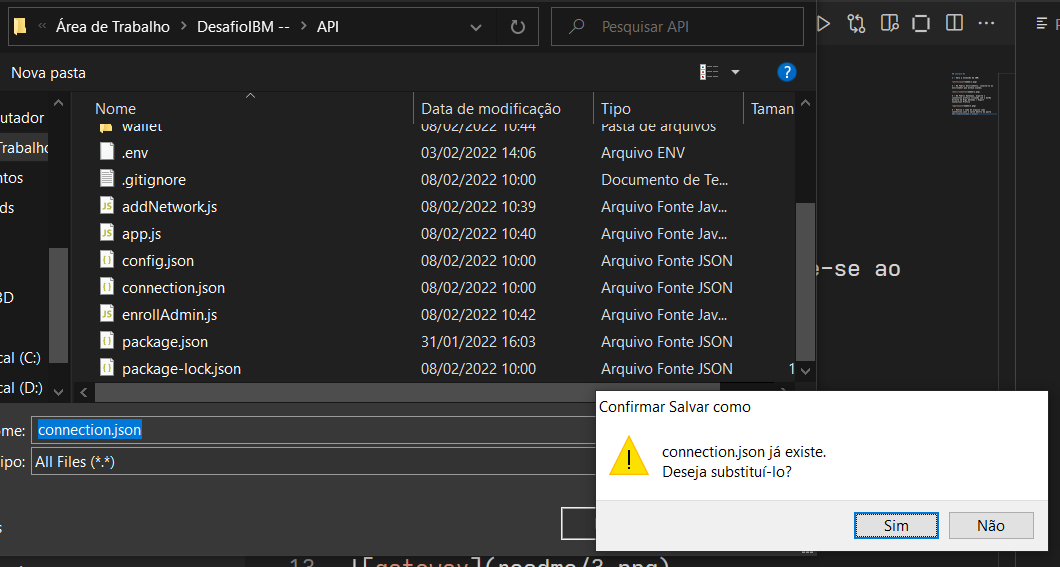 « Área de Trabalho > DesafioIBM -- > API
Pesquisar API
Nova pasta
?
Nome Data de modificação Tipo Taman
wallet 08/02/2022 10:44 Pasta de arquivos
.env 03/02/2022 14:06 Arquivo ENV
.gitignore 08/02/2022 10:00 Documento de Te...
addNetwork.js 08/02/2022 10:39 Arquivo Fonte Jav...
app.js 08/02/2022 10:40 Arquivo Fonte Jav...
config.json 08/02/2022 10:00 Arquivo Fonte JSON
connection.json 08/02/2022 10:00 Arquivo Fonte JSON
enrollAdmin.js 08/02/2022 10:42 Arquivo Fonte Jav...
package.json 31/01/2022 16:03 Arquivo Fonte JSON
package-lock.json 08/02/2022 10:00 Arquivo Fonte JSON 1
utador
Trabalho
ntos
ds
3D
cal (C:)
cal (D:)
e-se ao
ome: connection.json
ipo: All Files (*.*)
Confirmar Salvar como
connection.json já existe.
Deseja substituí-lo?
Sim Não
13 ![gateway](readme/3.png)